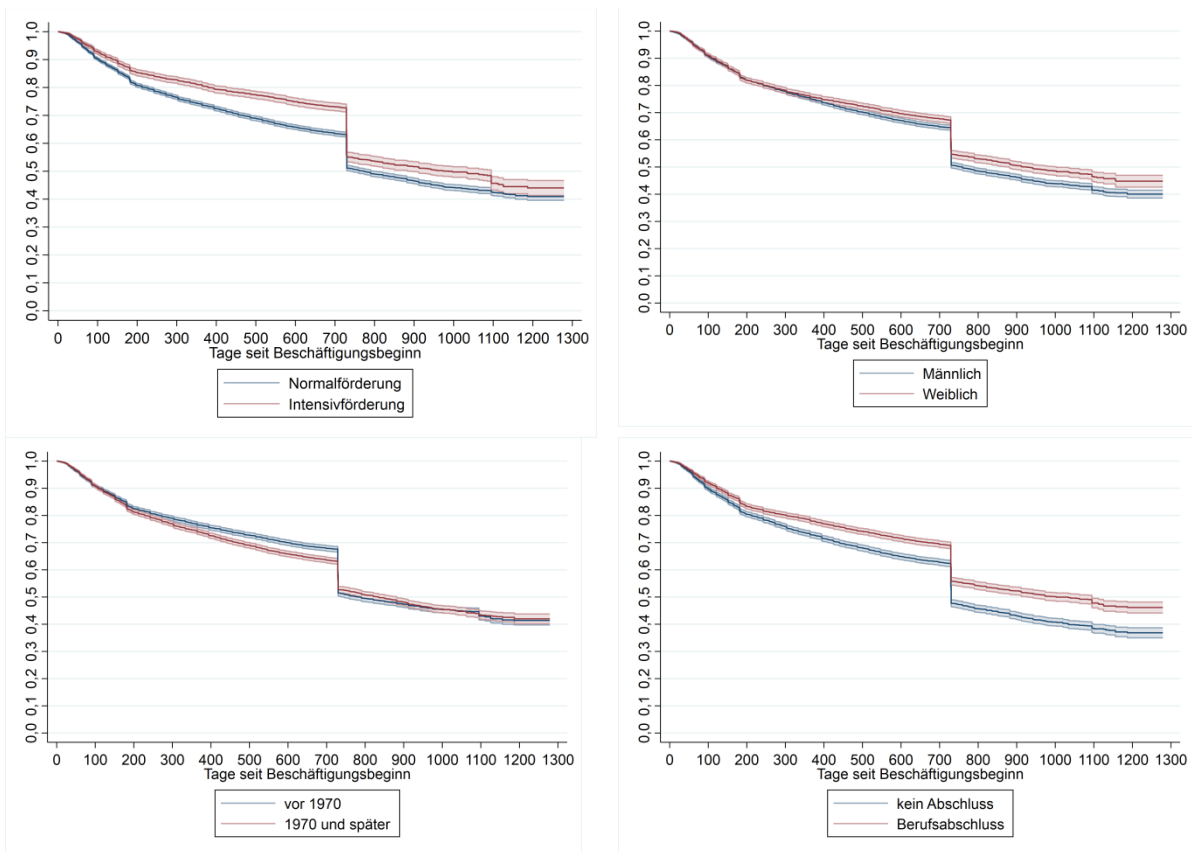 1,0
0,9
0,8
0,7
0,6
0,5
0,4
0,3
0,2
0,1
0,0
0 100 200 300 400 500 600 700 800 900 1000 1100 1200 1300
Tage seit Beschäftigungsbeginn
Normalförderung
Intensivförderung
1,0
0,9
0,8
0,7
0,6
0,5
0,4
0,3
0,2
0,1
0,0
0 100 200 300 400 500 600 700 800 900 1000 1100 1200 1300
Tage seit Beschäftigungsbeginn
Männlich
Weiblich
1,0
0,9
0,8
0,7
0,6
0,5
0,4
0,3
0,2
0,1
0,0
0 100 200 300 400 500 600 700 800 900 1000 1100 1200 1300
Tage seit Beschäftigungsbeginn
vor 1970
1970 und später
1,0
0,9
0,8
0,7
0,6
0,5
0,4
0,3
0,2
0,1
0,0
0 100 200 300 400 500 600 700 800 900 1000 1100 1200 1300
Tage seit Beschäftigungsbeginn
kein Abschluss
Berufsabschluss